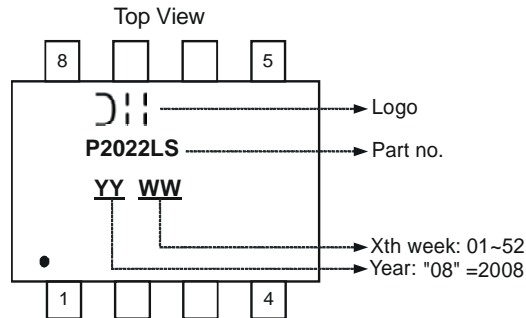 Top View
8 5
Logo
P2022LS Part no.
YY WW
Xth week: 01~52
Year: "08" =2008
1 4